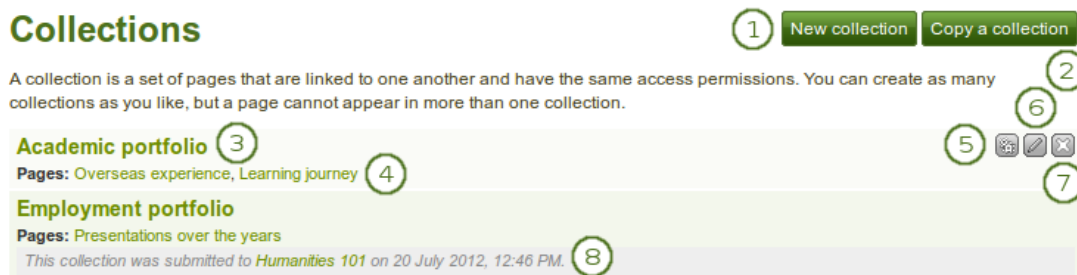 Collections
1 New collection Copy a collection
2
A collection is a set of pages that are linked to one another and have the same access permissions. You can create as many
collections as you like, but a page cannot appear in more than one collection.
6
Academic portfolio 3
5
Pages: Overseas experience, Learning journey 4
7
Employment portfolio
Pages: Presentations over the years
This collection was submitted to Humanities 101 on 20 July 2012, 12:46 PM. 8